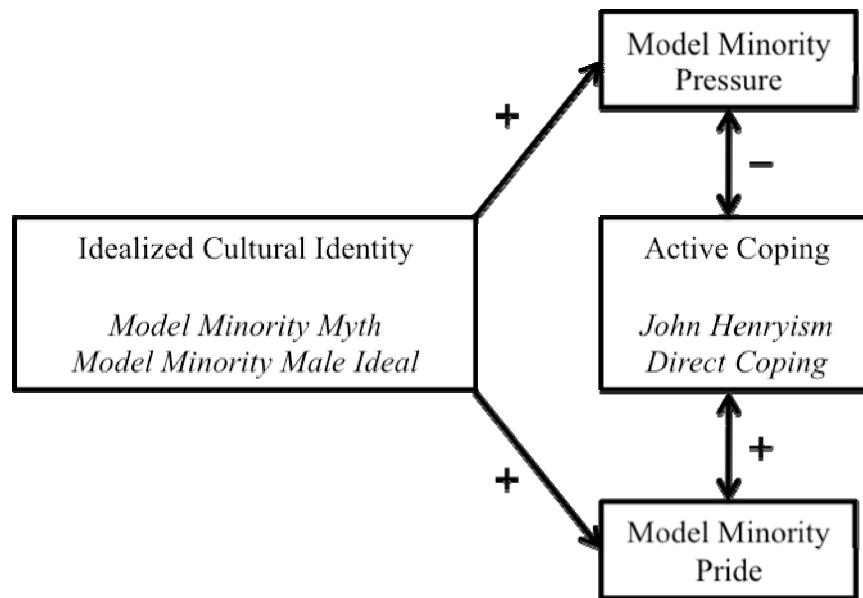 Model Minority
Pressure
+
−
Idealized Cultural Identity
Model Minority Myth
Model Minority Male Ideal
Active Coping
John Henryism
Direct Coping
+
+
Model Minority
Pride